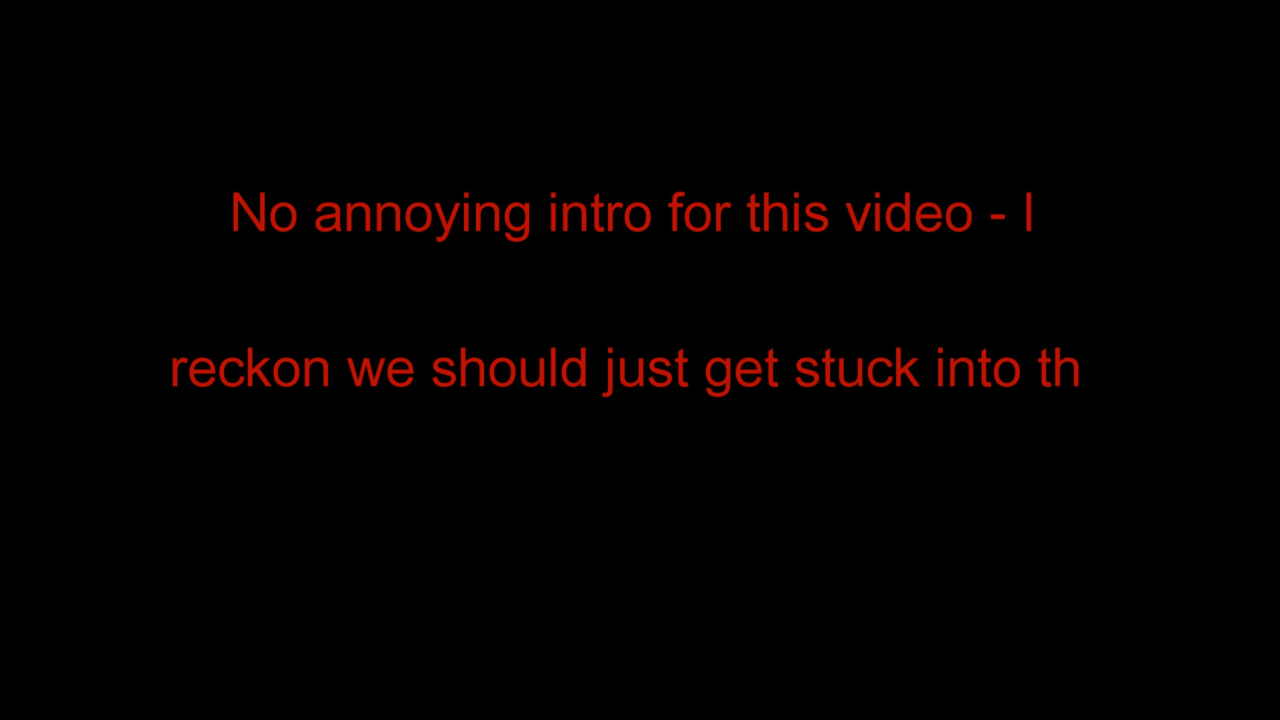 No annoying intro for this video - I
reckon we should just get stuck into th